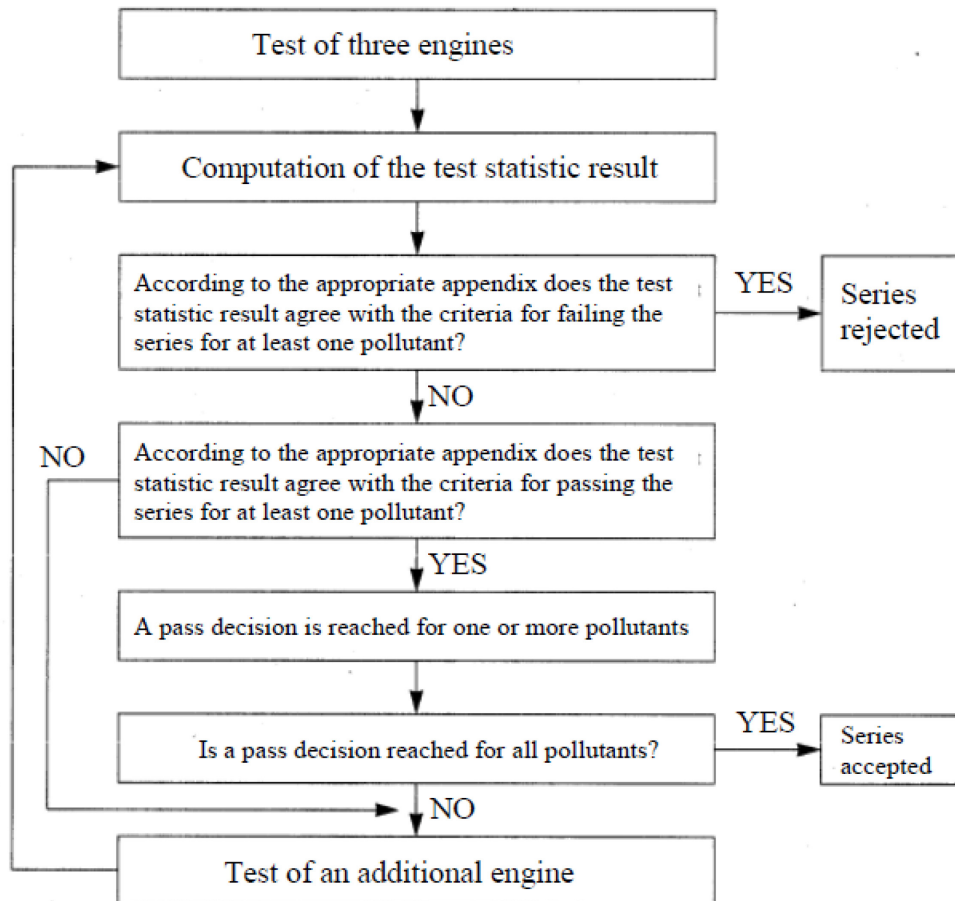 Test of three engines
Computation of the test statistic result
According to the appropriate appendix does the test
statistic result agree with the criteria for failing the
series for at least one pollutant?
YES
Series
rejected
NO
According to the appropriate appendix does the test
statistic result agree with the criteria for passing the
series for at least one pollutant?
NO
YES
A pass decision is reached for one or more pollutants
Is a pass decision reached for all pollutants?
YES
Series
accepted
NO
Test of an additional engine